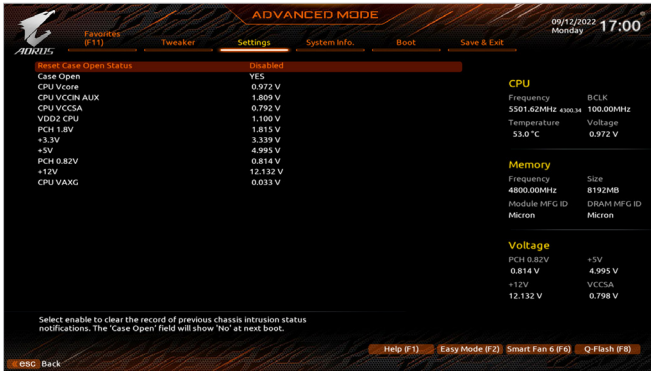 ADVANCED MODE
09/12/2022 Monday 17:00
AORUS
Favorites (F11)
Tweaker
Settings
System Info.
Boot
Save & Exit
Reset Case Open Status Disabled
Case Open YES
CPU Vcore 0.972 V
CPU VCCIN AUX 1.809 V
CPU VCCSA 0.792 V
VDD2 CPU 1.100 V
PCH 1.8V 1.815 V
+3.3V 3.339 V
+5V 4.995 V
PCH 0.82V 0.814 V
+12V 12.132 V
CPU VAXG 0.033 V
CPU
Frequency BCLK
5501.62MHz 4300.34 100.00MHz
Temperature Voltage
53.0 °C 0.972 V
Memory
Frequency Size
4800.00MHz 8192MB
Module MFG ID DRAM MFG ID
Micron Micron
Voltage
PCH 0.82V +5V
0.814 V 4.995 V
+12V VCCSA
12.132 V 0.798 V
Select enable to clear the record of previous chassis intrusion status
notifications. The 'Case Open' field will show 'No' at next boot.
Help (F1) Easy Mode (F2) Smart Fan 6 (F6) Q-Flash (F8)
esc Back